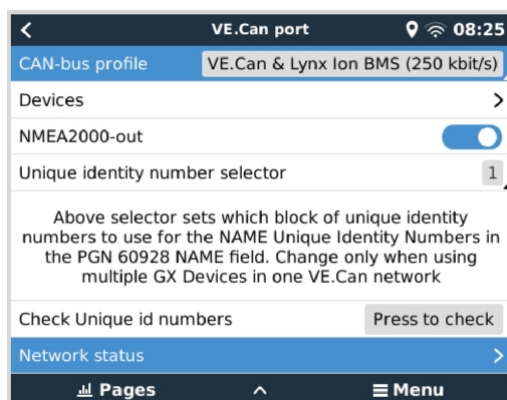 VE.Can port 08:25
CAN-bus profile VE.Can & Lynx Ion BMS (250 kbit/s)
Devices
NMEA2000-out
Unique identity number selector 1
Above selector sets which block of unique identity
numbers to use for the NAME Unique Identity Numbers in
the PGN 60928 NAME field. Change only when using
multiple GX Devices in one VE.Can network
Check Unique id numbers Press to check
Network status
Pages Menu